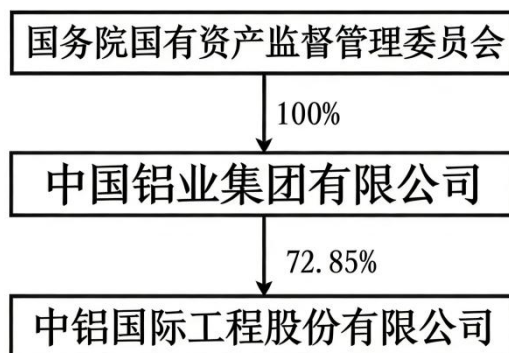 国务院国有资产监督管理委员会
100%
中国铝业集团有限公司
72.85%
中铝国际工程股份有限公司